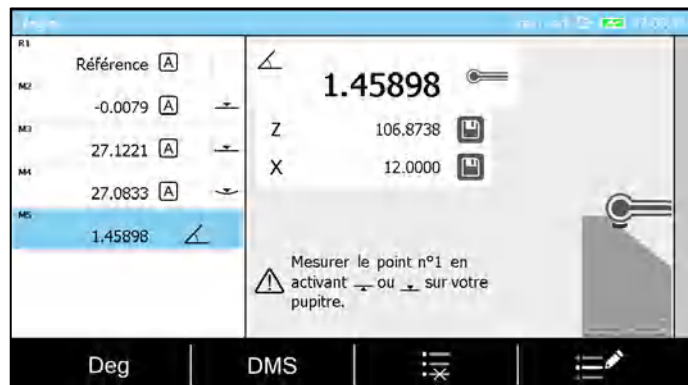 R1
Référence A
M2
-0.0079 A
M3
27.1221 A
M4
27.0833 A
M5
1.45898
1.45898
Z 106.8738
X 12.0000
Mesurer le point n°1 en
activant ou sur votre
pupitre.
Deg DMS